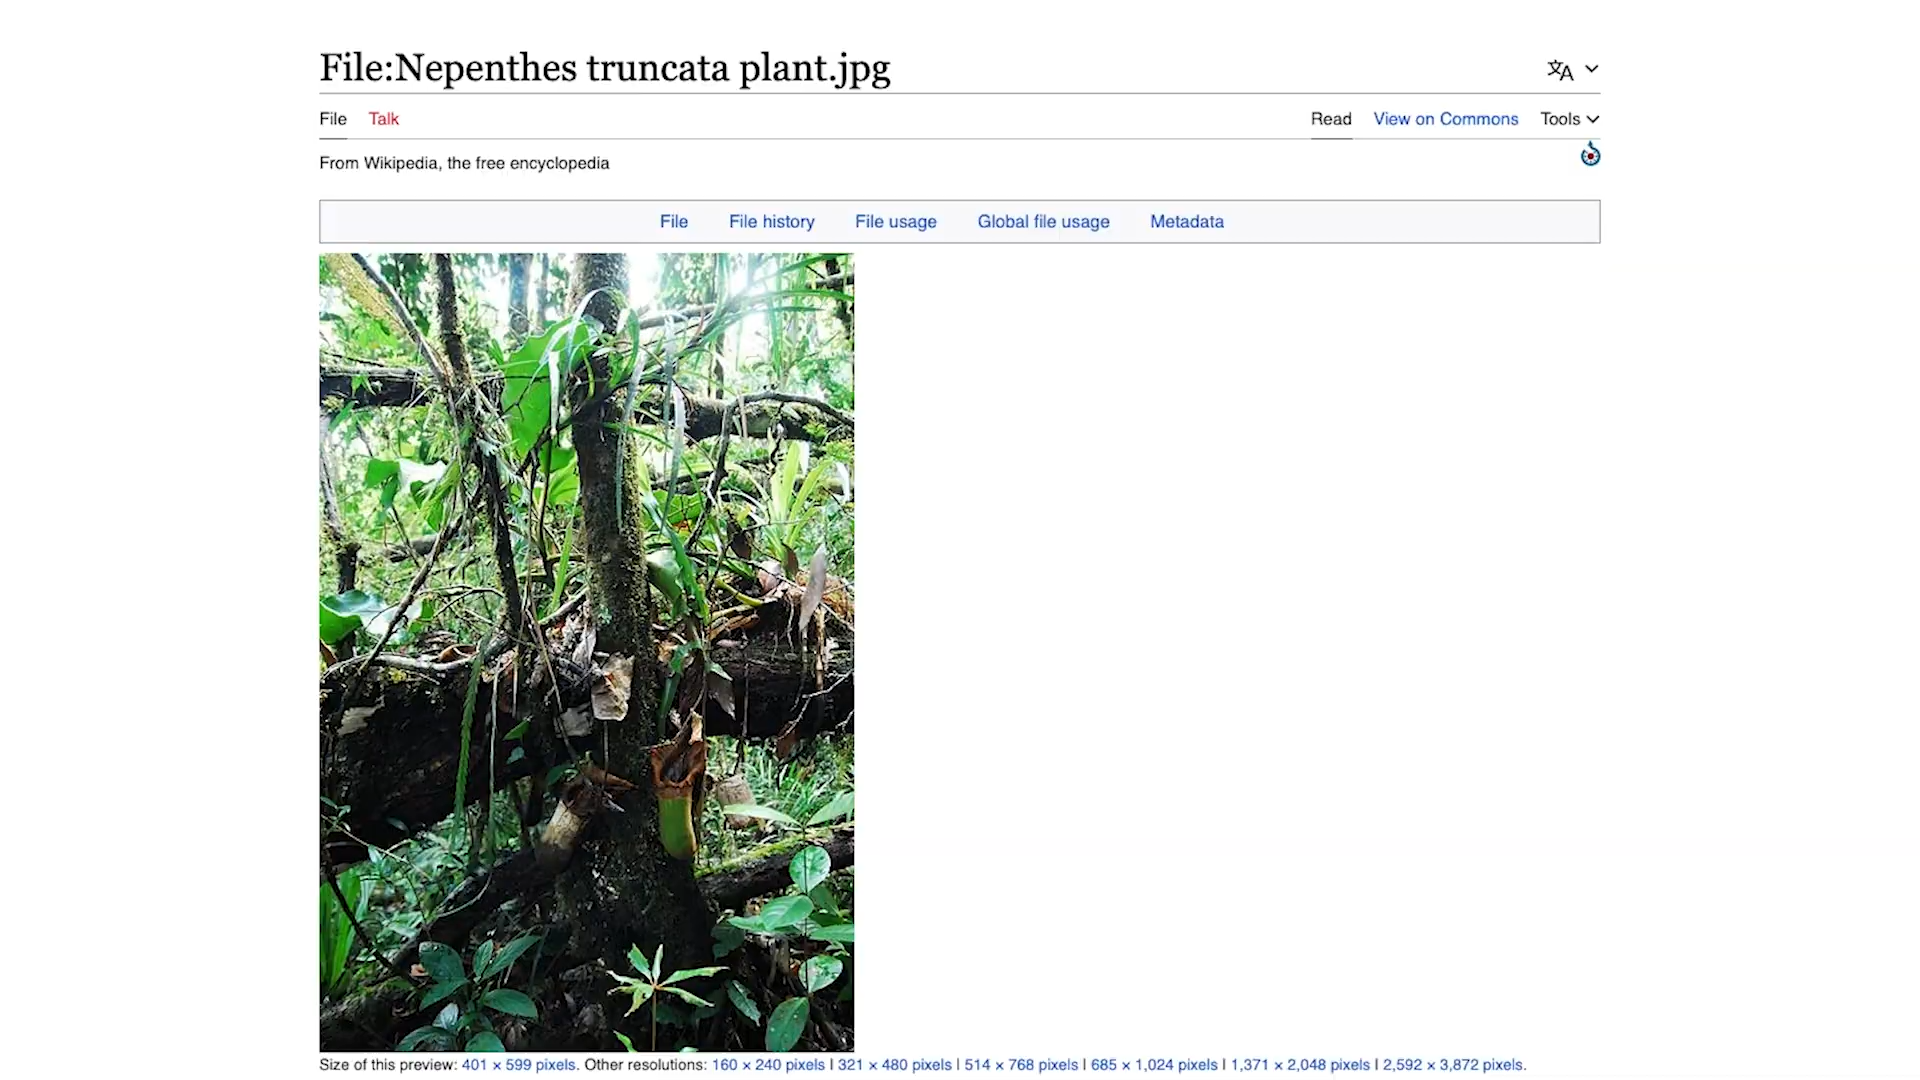 File:Nepenthes truncata plant.jpg
File Talk Read View on Commons Tools
From Wikipedia, the free encyclopedia
File File history File usage Global file usage Metadata
Size of this preview: 401 × 599 pixels. Other resolutions: 160 × 240 pixels | 321 × 480 pixels | 514 × 768 pixels | 685 × 1,024 pixels | 1,371 × 2,048 pixels | 2,592 × 3,872 pixels.